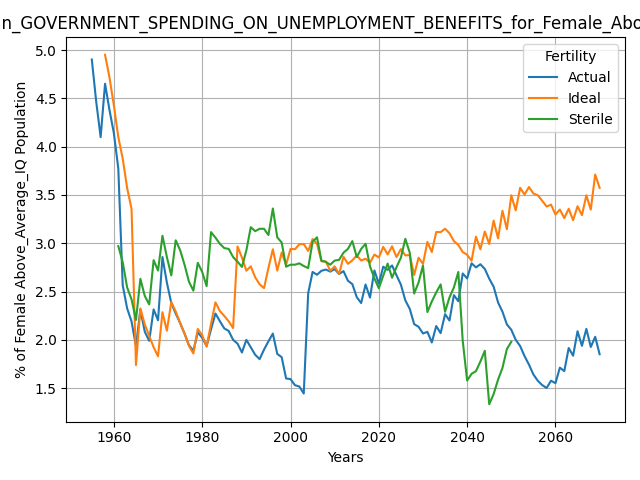 n_GOVERNMENT_SPENDING_ON_UNEMPLOYMENT_BENEFITS_for_Female_Abo
Fertility
Actual
Ideal
Sterile
% of Female Above_Average_IQ Population
5.0
4.5
4.0
3.5
3.0
2.5
2.0
1.5
1960 1980 2000 2020 2040 2060
Years